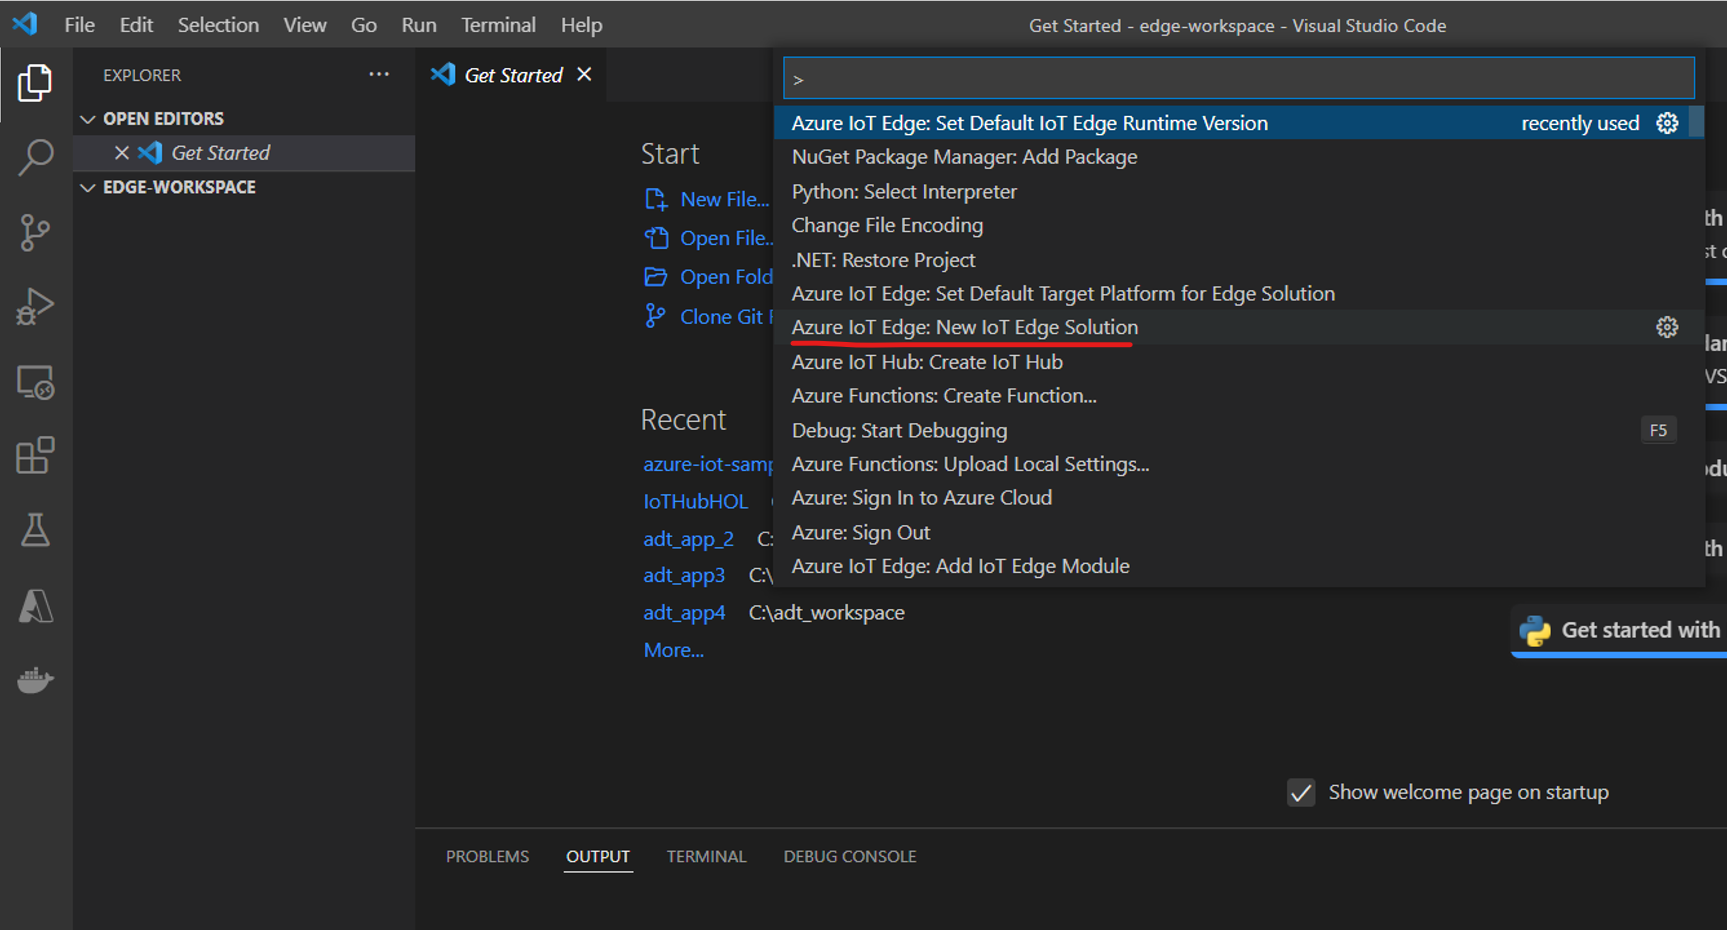 File Edit Selection View Go Run Terminal Help
Get Started - edge-workspace - Visual Studio Code
EXPLORER
OPEN EDITORS
Get Started
EDGE-WORKSPACE
Get Started
Start
New File...
Open File..
Open Fold
Clone Git
Recent
azure-iot-samp
IoTHubHOL
adt_app_2 C:
adt_app3 C:\
adt_app4 C:\adt_workspace
More...
>
Azure IoT Edge: Set Default IoT Edge Runtime Version recently used
NuGet Package Manager: Add Package
Python: Select Interpreter
Change File Encoding
.NET: Restore Project
Azure IoT Edge: Set Default Target Platform for Edge Solution
Azure IoT Edge: New IoT Edge Solution
Azure IoT Hub: Create IoT Hub
Azure Functions: Create Function...
Debug: Start Debugging F5
Azure Functions: Upload Local Settings...
Azure: Sign In to Azure Cloud
Azure: Sign Out
Azure IoT Edge: Add IoT Edge Module
Get started with
Show welcome page on startup
PROBLEMS OUTPUT TERMINAL DEBUG CONSOLE